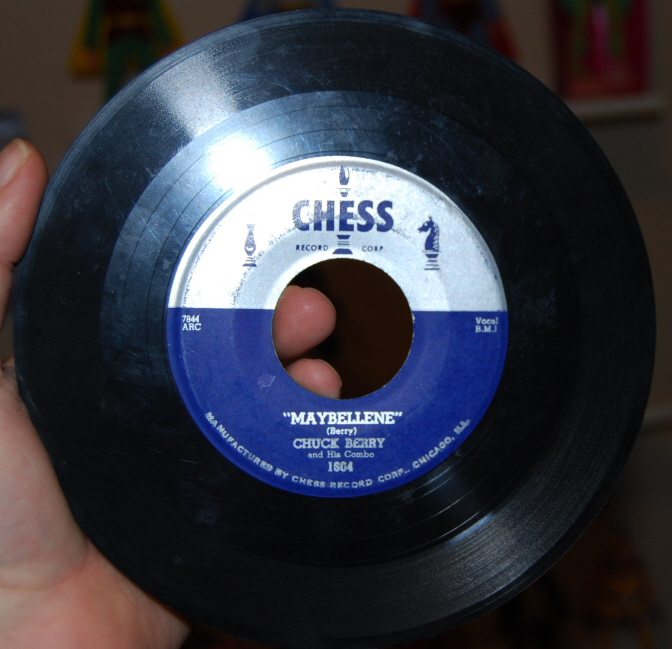 CHESS
RECORD CORP.
7844
ARC
Vocal
B.M.I
"MAYBELLENE"
(Berry)
CHUCK BERRY
and His Combo
1604
MANUFACTURED BY CHESS RECORD CORP., CHICAGO, ILL.